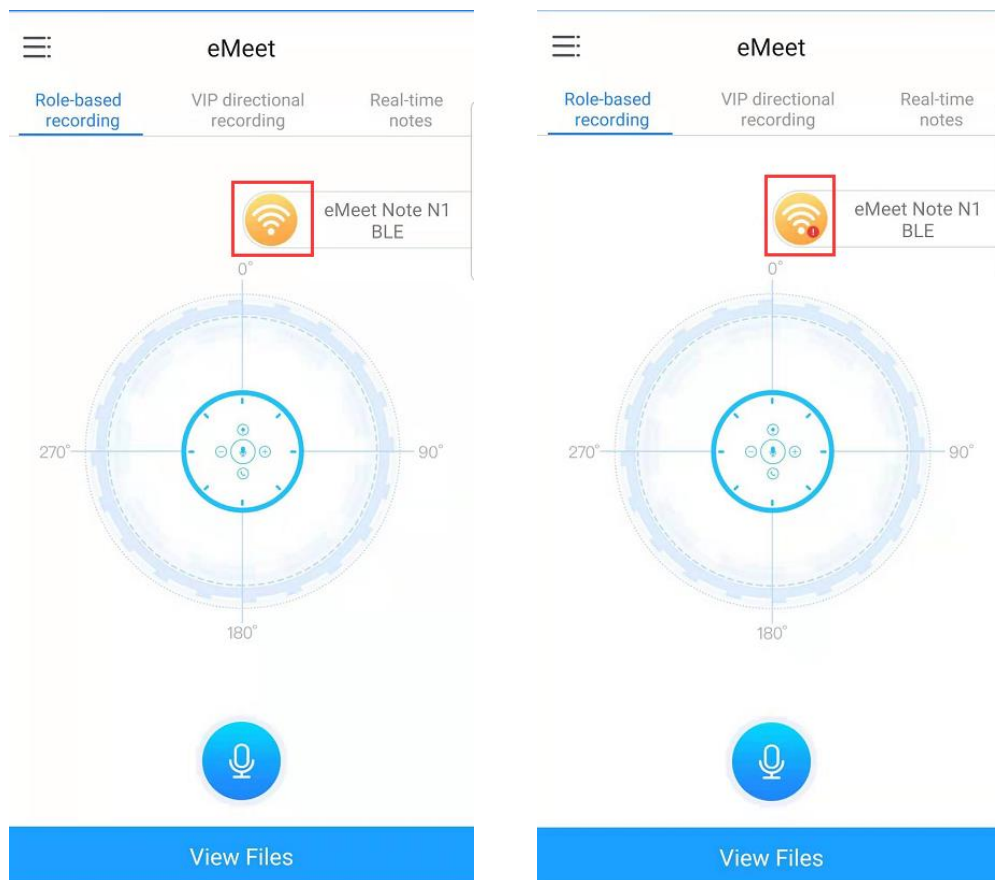 eMeet
Role-based
recording
VIP directional
recording
Real-time
notes
eMeet Note N1
BLE
0°
270°
90°
180°
View Files
eMeet
Role-based
recording
VIP directional
recording
Real-time
notes
eMeet Note N1
BLE
0°
270°
90°
180°
View Files